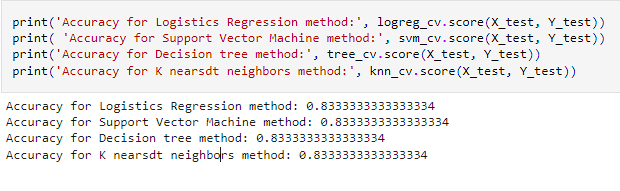 print('Accuracy for Logistics Regression method:', logreg_cv.score(X_test, Y_test))
print( 'Accuracy for Support Vector Machine method:', svm_cv.score(X_test, Y_test))
print('Accuracy for Decision tree method:', tree_cv.score(X_test, Y_test))
print('Accuracy for K nearsdt neighbors method:', knn_cv.score(X_test, Y_test))
Accuracy for Logistics Regression method: 0.8333333333333334
Accuracy for Support Vector Machine method: 0.8333333333333334
Accuracy for Decision tree method: 0.8333333333333334
Accuracy for K nearsdt neighbors method: 0.8333333333333334